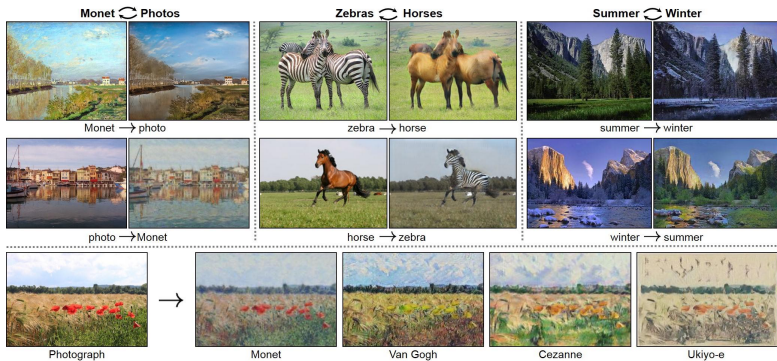 Monet Photos
Zebras Horses
Summer Winter
Monet → photo
zebra → horse
summer → winter
photo → Monet
horse → zebra
winter → summer
Photograph
Monet
Van Gogh
Cezanne
Ukiyo-e